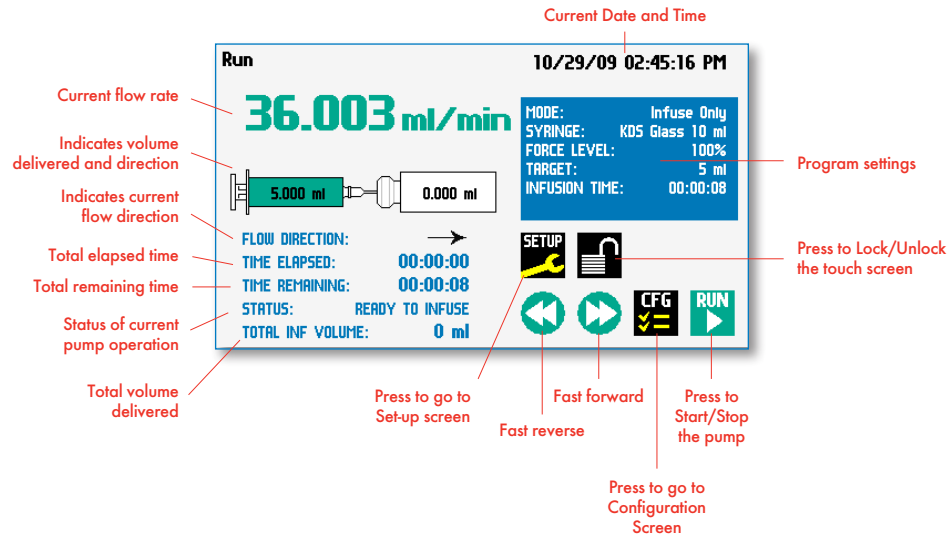 Current Date and Time
Run
10/29/09 02:45:16 PM
Current flow rate
36.003 ml/min
MODE: Infuse Only
SYRINGE: KDS Glass 10 ml
FORCE LEVEL: 100%
TARGET: 5 ml
INFUSION TIME: 00:00:08
Program settings
Indicates volume
delivered and direction
5.000 ml
0.000 ml
Indicates current
flow direction
FLOW DIRECTION:
Total elapsed time
TIME ELAPSED: 00:00:00
Total remaining time
TIME REMAINING: 00:00:08
Status of current
pump operation
STATUS: READY TO INFUSE
TOTAL INF VOLUME: 0 ml
Total volume
delivered
SETUP
Press to Lock/Unlock
the touch screen
CFG
RUN
Press to go to
Set-up screen
Fast reverse
Fast forward
Press to
Start/Stop
the pump
Press to go to
Configuration
Screen